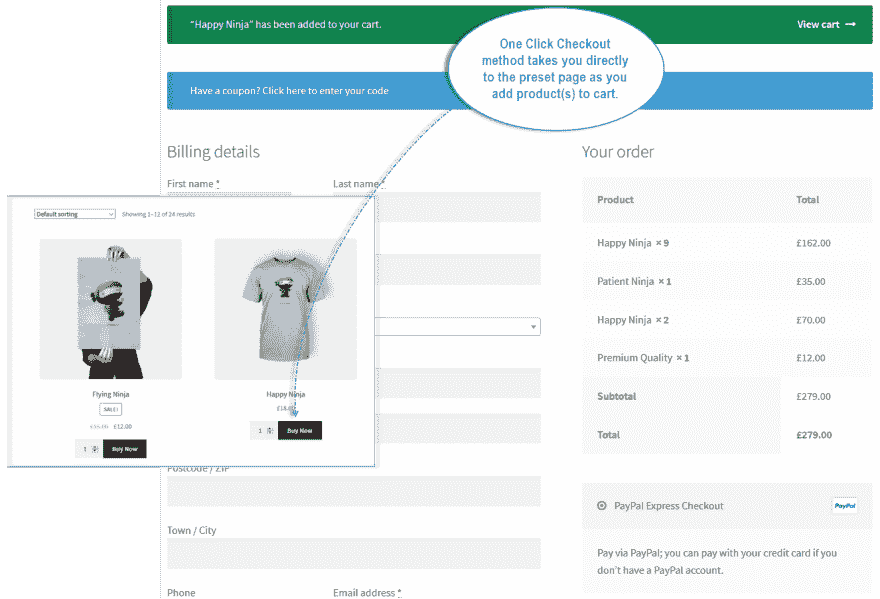 “Happy Ninja” has been added to your cart.
View cart →
One Click Checkout
method takes you directly
to the preset page as you
add product(s) to cart.
Have a coupon? Click here to enter your code
Billing details
First name *
Last name *
Default sorting
Showing 1–12 of 24 results
Flying Ninja
SALE!
£12.00
1
Buy Now
Happy Ninja
£18.00
1
Buy Now
Postcode / ZIP
Town / City
Phone
Email address *
Your order
Product Total
Happy Ninja × 9 £162.00
Patient Ninja × 1 £35.00
Happy Ninja × 2 £70.00
Premium Quality × 1 £12.00
Subtotal £279.00
Total £279.00
PayPal Express Checkout
PayPal
Pay via PayPal; you can pay with your credit card if you
don’t have a PayPal account.